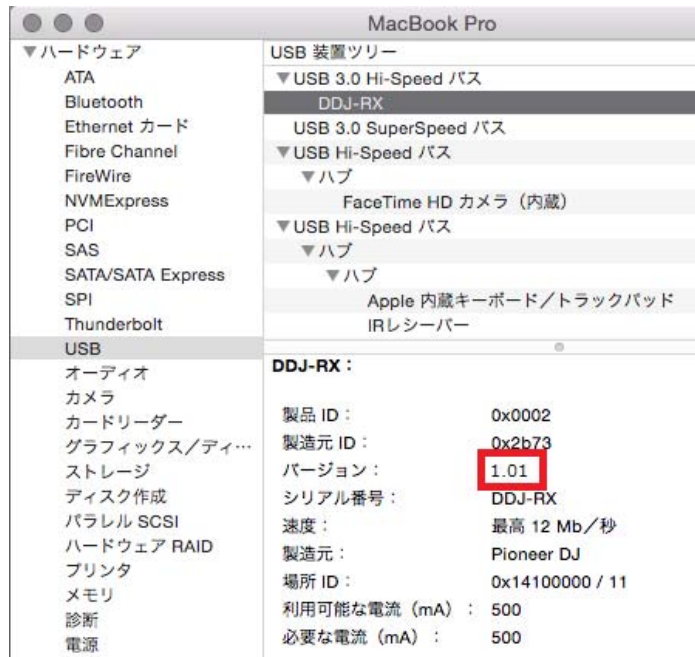 MacBook Pro
▼ハードウェア
ATA
Bluetooth
Ethernet カード
Fibre Channel
FireWire
NVMExpress
PCI
SAS
SATA/SATA Express
SPI
Thunderbolt
USB
オーディオ
カメラ
カードリーダー
グラフィックス／ディ…
ストレージ
ディスク作成
パラレル SCSI
ハードウェア RAID
プリンタ
メモリ
診断
電源
USB 装置ツリー
▼USB 3.0 Hi-Speed バス
DDJ-RX
USB 3.0 SuperSpeed バス
▼USB Hi-Speed バス
▼ハブ
FaceTime HD カメラ（内蔵）
▼USB Hi-Speed バス
▼ハブ
▼ハブ
Apple 内蔵キーボード／トラックパッド
IRレシーバー
DDJ-RX：
製品 ID： 0x0002
製造元 ID： 0x2b73
バージョン： 1.01
シリアル番号： DDJ-RX
速度： 最高 12 Mb／秒
製造元： Pioneer DJ
場所 ID： 0x14100000 / 11
利用可能な電流（mA）： 500
必要な電流（mA）： 500